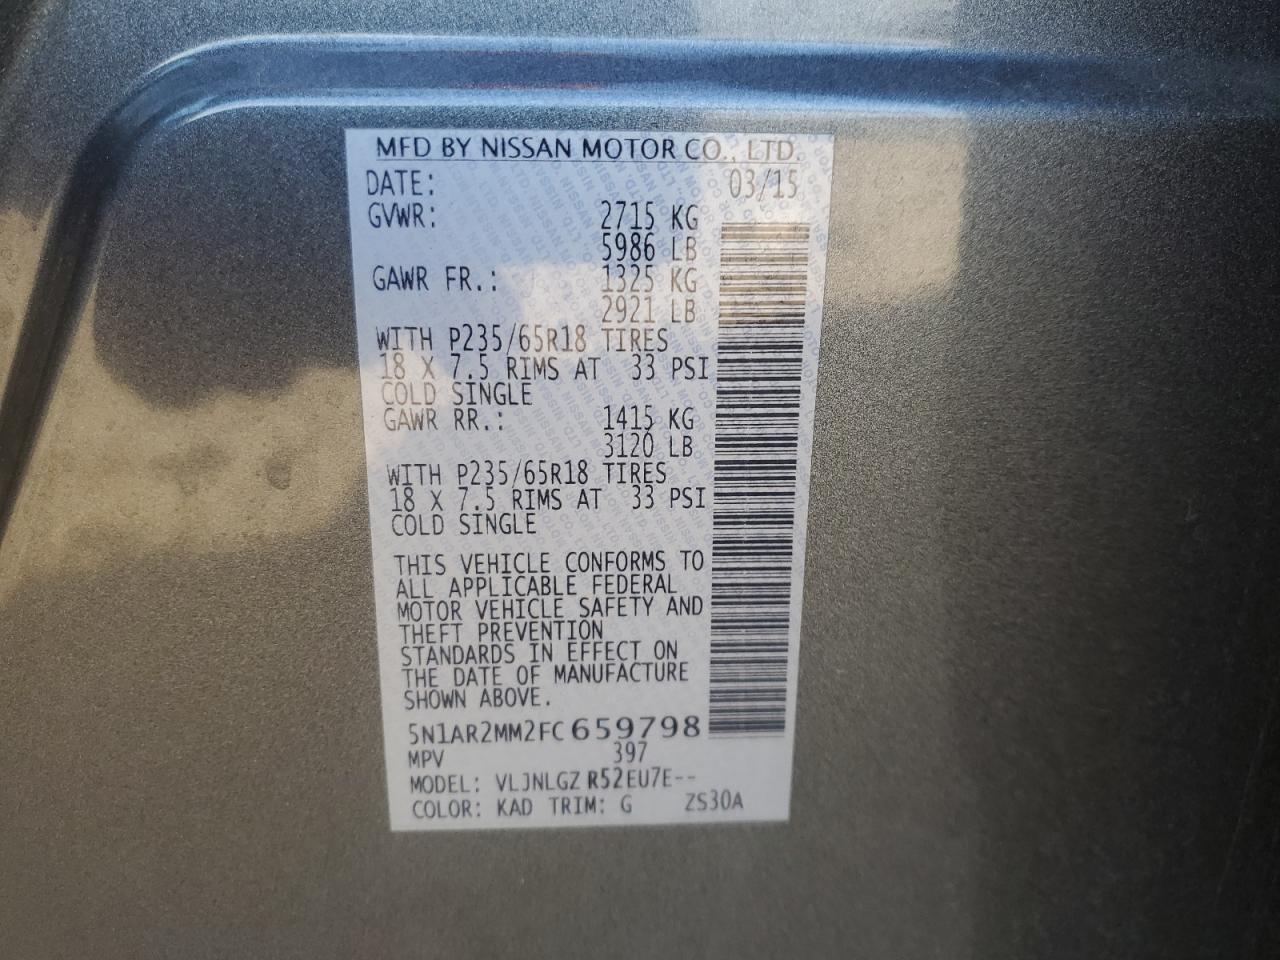 MFD BY NISSAN MOTOR CO., LTD.
DATE: 03/15
GVWR: 2715 KG
5986 LB
GAWR FR.: 1325 KG
2921 LB
WITH P235/65R18 TIRES
18 X 7.5 RIMS AT 33 PSI
COLD SINGLE
GAWR RR.: 1415 KG
3120 LB
WITH P235/65R18 TIRES
18 X 7.5 RIMS AT 33 PSI
COLD SINGLE
THIS VEHICLE CONFORMS TO
ALL APPLICABLE FEDERAL
MOTOR VEHICLE SAFETY AND
THEFT PREVENTION
STANDARDS IN EFFECT ON
THE DATE OF MANUFACTURE
SHOWN ABOVE.
5N1AR2MM2FC659798
MPV 397
MODEL: VLJNLGZ R52EU7E--
COLOR: KAD TRIM: G ZS30A